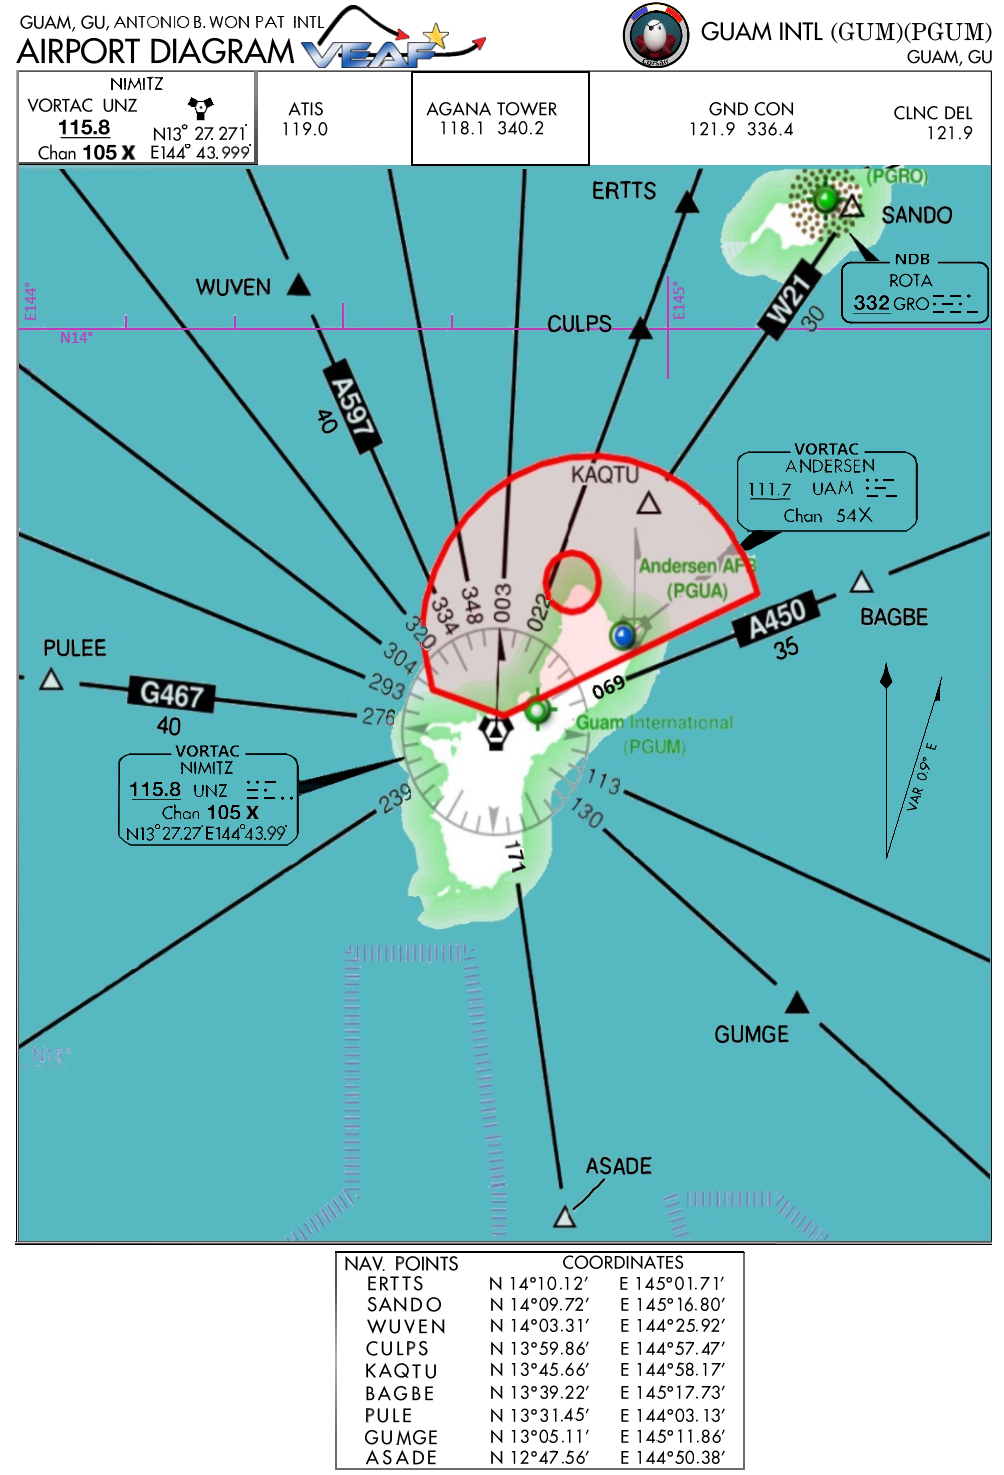 GUAM, GU, ANTONIO B. WON PAT INTL
AIRPORT DIAGRAM
VEAF
Corsac
GUAM INTL (GUM)(PGUM)
GUAM, GU
NIMITZ
VORTAC UNZ
115.8
Chan 105 X
N13° 27.271'
E144° 43.999'
ATIS
119.0
AGANA TOWER
118.1 340.2
GND CON
121.9 336.4
CLNC DEL
121.9
(PGRO)
ERTTS
SANDO
NDB
ROTA
332 GRO
WUVEN
E144°
E145°
W21
30
CULPS
N14°
A597
40
KAQTU
VORTAC
ANDERSEN
111.7 UAM
Chan 54X
Andersen AFB
(PGUA)
BAGBE
A450
35
PULEE
G467
40
320
334
348
003
022
304
293
276
069
Guam International
(PGUM)
VORTAC
NIMITZ
115.8 UNZ
Chan 105 X
N13°27.27'E144°43.99'
239
113
130
171
VAR 0.9° E
GUMGE
N13°
ASADE
NAV. POINTS COORDINATES
ERTTS N 14°10.12' E 145°01.71'
SANDO N 14°09.72' E 145°16.80'
WUVEN N 14°03.31' E 144°25.92'
CULPS N 13°59.86' E 144°57.47'
KAQTU N 13°45.66' E 144°58.17'
BAGBE N 13°39.22' E 145°17.73'
PULE N 13°31.45' E 144°03.13'
GUMGE N 13°05.11' E 145°11.86'
ASADE N 12°47.56' E 144°50.38'